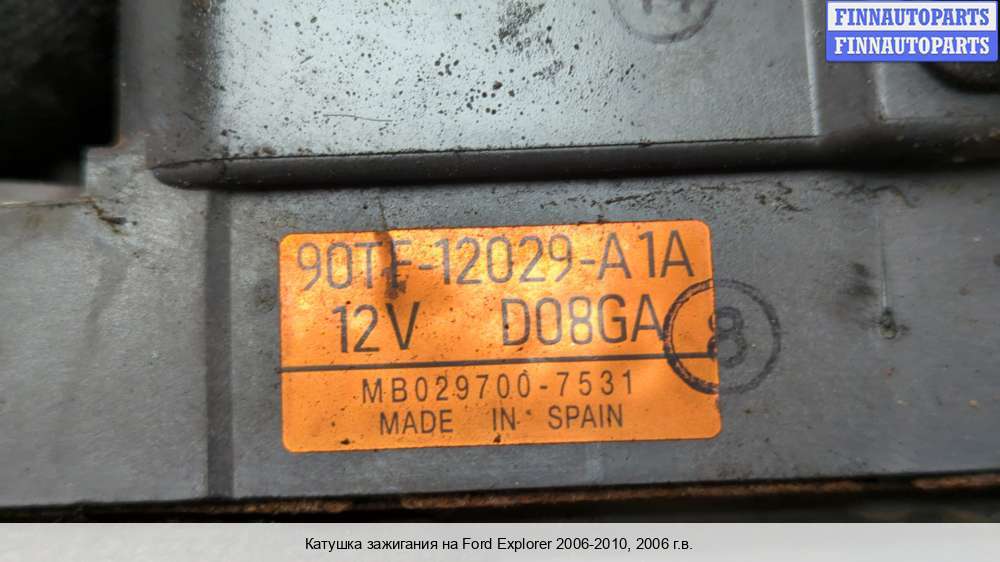 FINNAUTOPARTS
FINNAUTOPARTS
90TF-12029-A1A
12V D08GA 8
MB029700-7531
MADE IN SPAIN
Катушка зажигания на Ford Explorer 2006-2010, 2006 г.в.